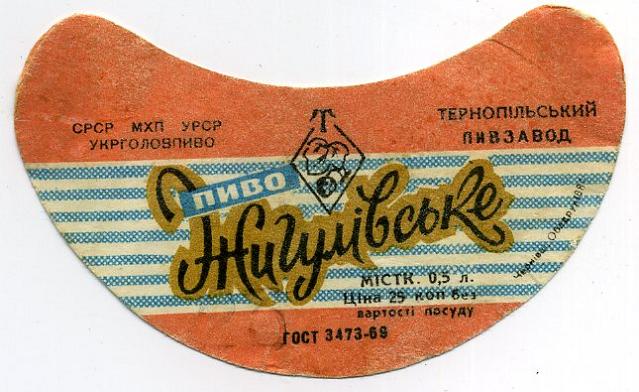 СРСР МХП УРСР
УКРГОЛОВПИВО
Т
ТЕРНОПІЛЬСЬКИЙ
ПИВЗАВОД
ПИВО
Жигулівське
МІСТК. 0,5 л.
Ціна 25 коп без
вартості посуду
ГОСТ 3473-69